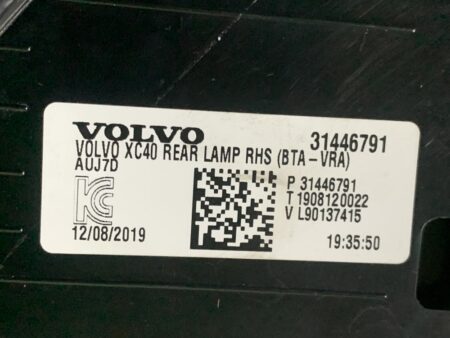 VOLVO 31446791
VOLVO XC40 REAR LAMP RHS (BTA-VRA)
AUJ7D
P 31446791
T 1908120022
V L90137415
12/08/2019
19:35:50